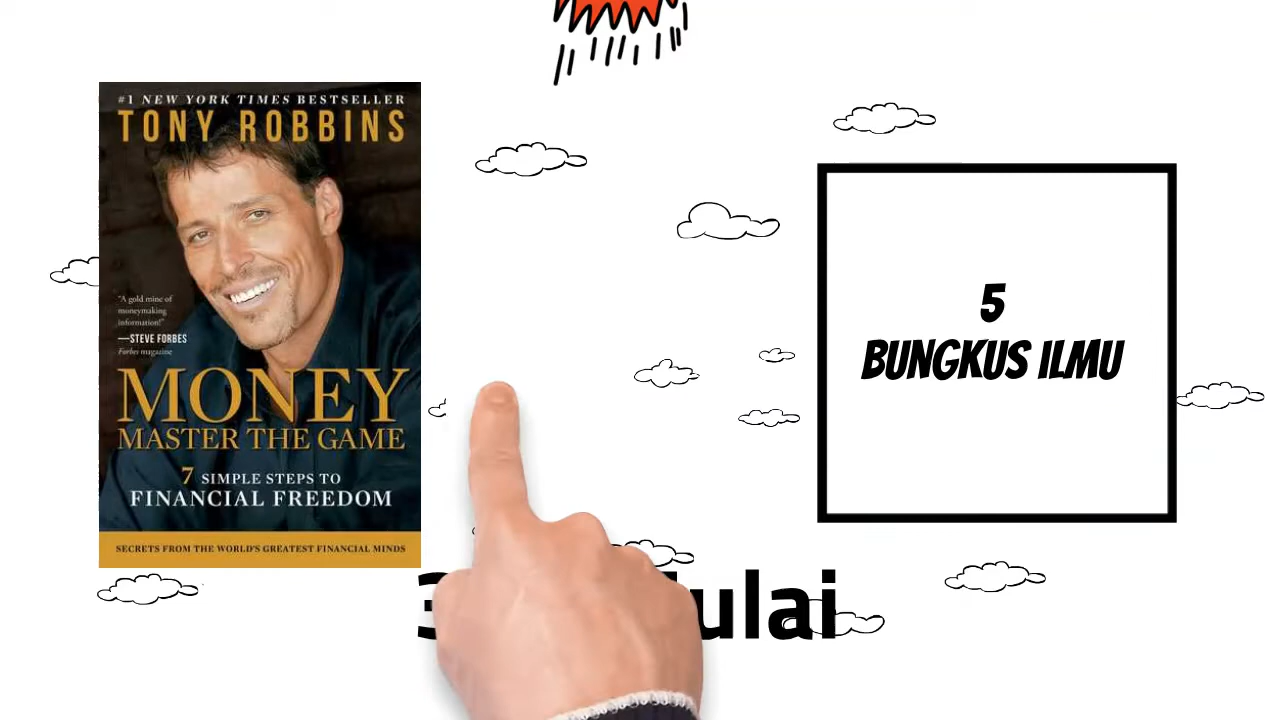 #1 NEW YORK TIMES BESTSELLER
TONY ROBBINS
"A gold mine of
moneymaking
information!"
—STEVE FORBES
Forbes magazine
MONEY
MASTER THE GAME
7 SIMPLE STEPS TO
FINANCIAL FREEDOM
SECRETS FROM THE WORLD'S GREATEST FINANCIAL MINDS
5
BUNGKUS ILMU